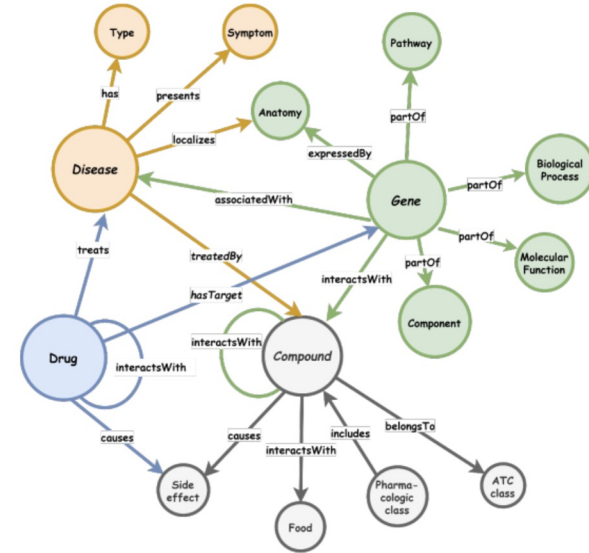 Type
Symptom
Pathway
has
presents
Anatomy
partOf
localizes
expressedBy
Biological
Process
Disease
partOf
associatedWith
Gene
partOf
Molecular
Function
treats
treatedBy
partOf
interactsWith
hasTarget
Component
Drug
interactsWith
interactsWith
Compound
causes
causes
includes
belongsTo
interactsWith
Side
effect
Pharma-
cologic
class
ATC
class
Food